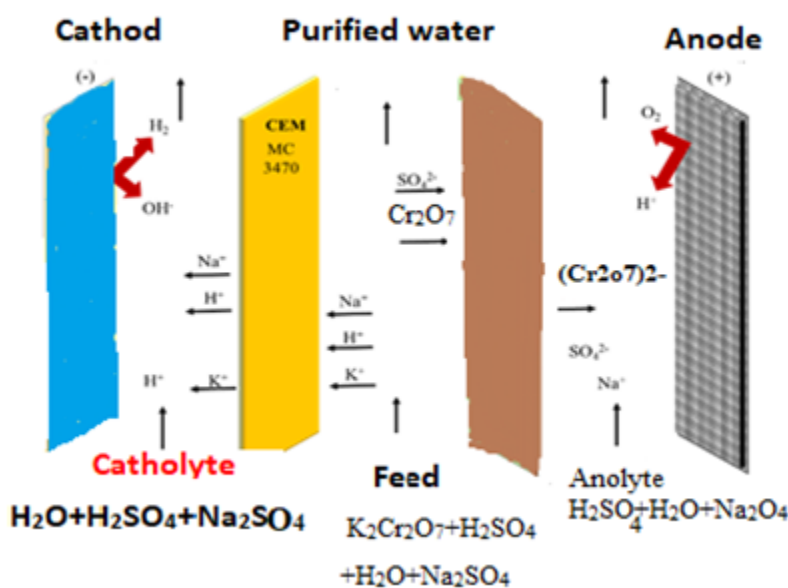 Cathod
Purified water
Anode
(-)
(+)
H₂
OH⁻
CEM
MC
3470
SO₄²⁻
Cr₂O₇
O₂
H⁺
Na⁺
H⁺
K⁺
H⁺
Na⁺
H⁺
K⁺
(Cr2o7)2-
SO₄²⁻
Na⁺
Catholyte
H₂O+H₂SO₄+Na₂SO₄
Feed
K₂Cr₂O₇+H₂SO₄
+H₂O+Na₂SO₄
Anolyte
H₂SO₄+H₂O+Na₂O₄